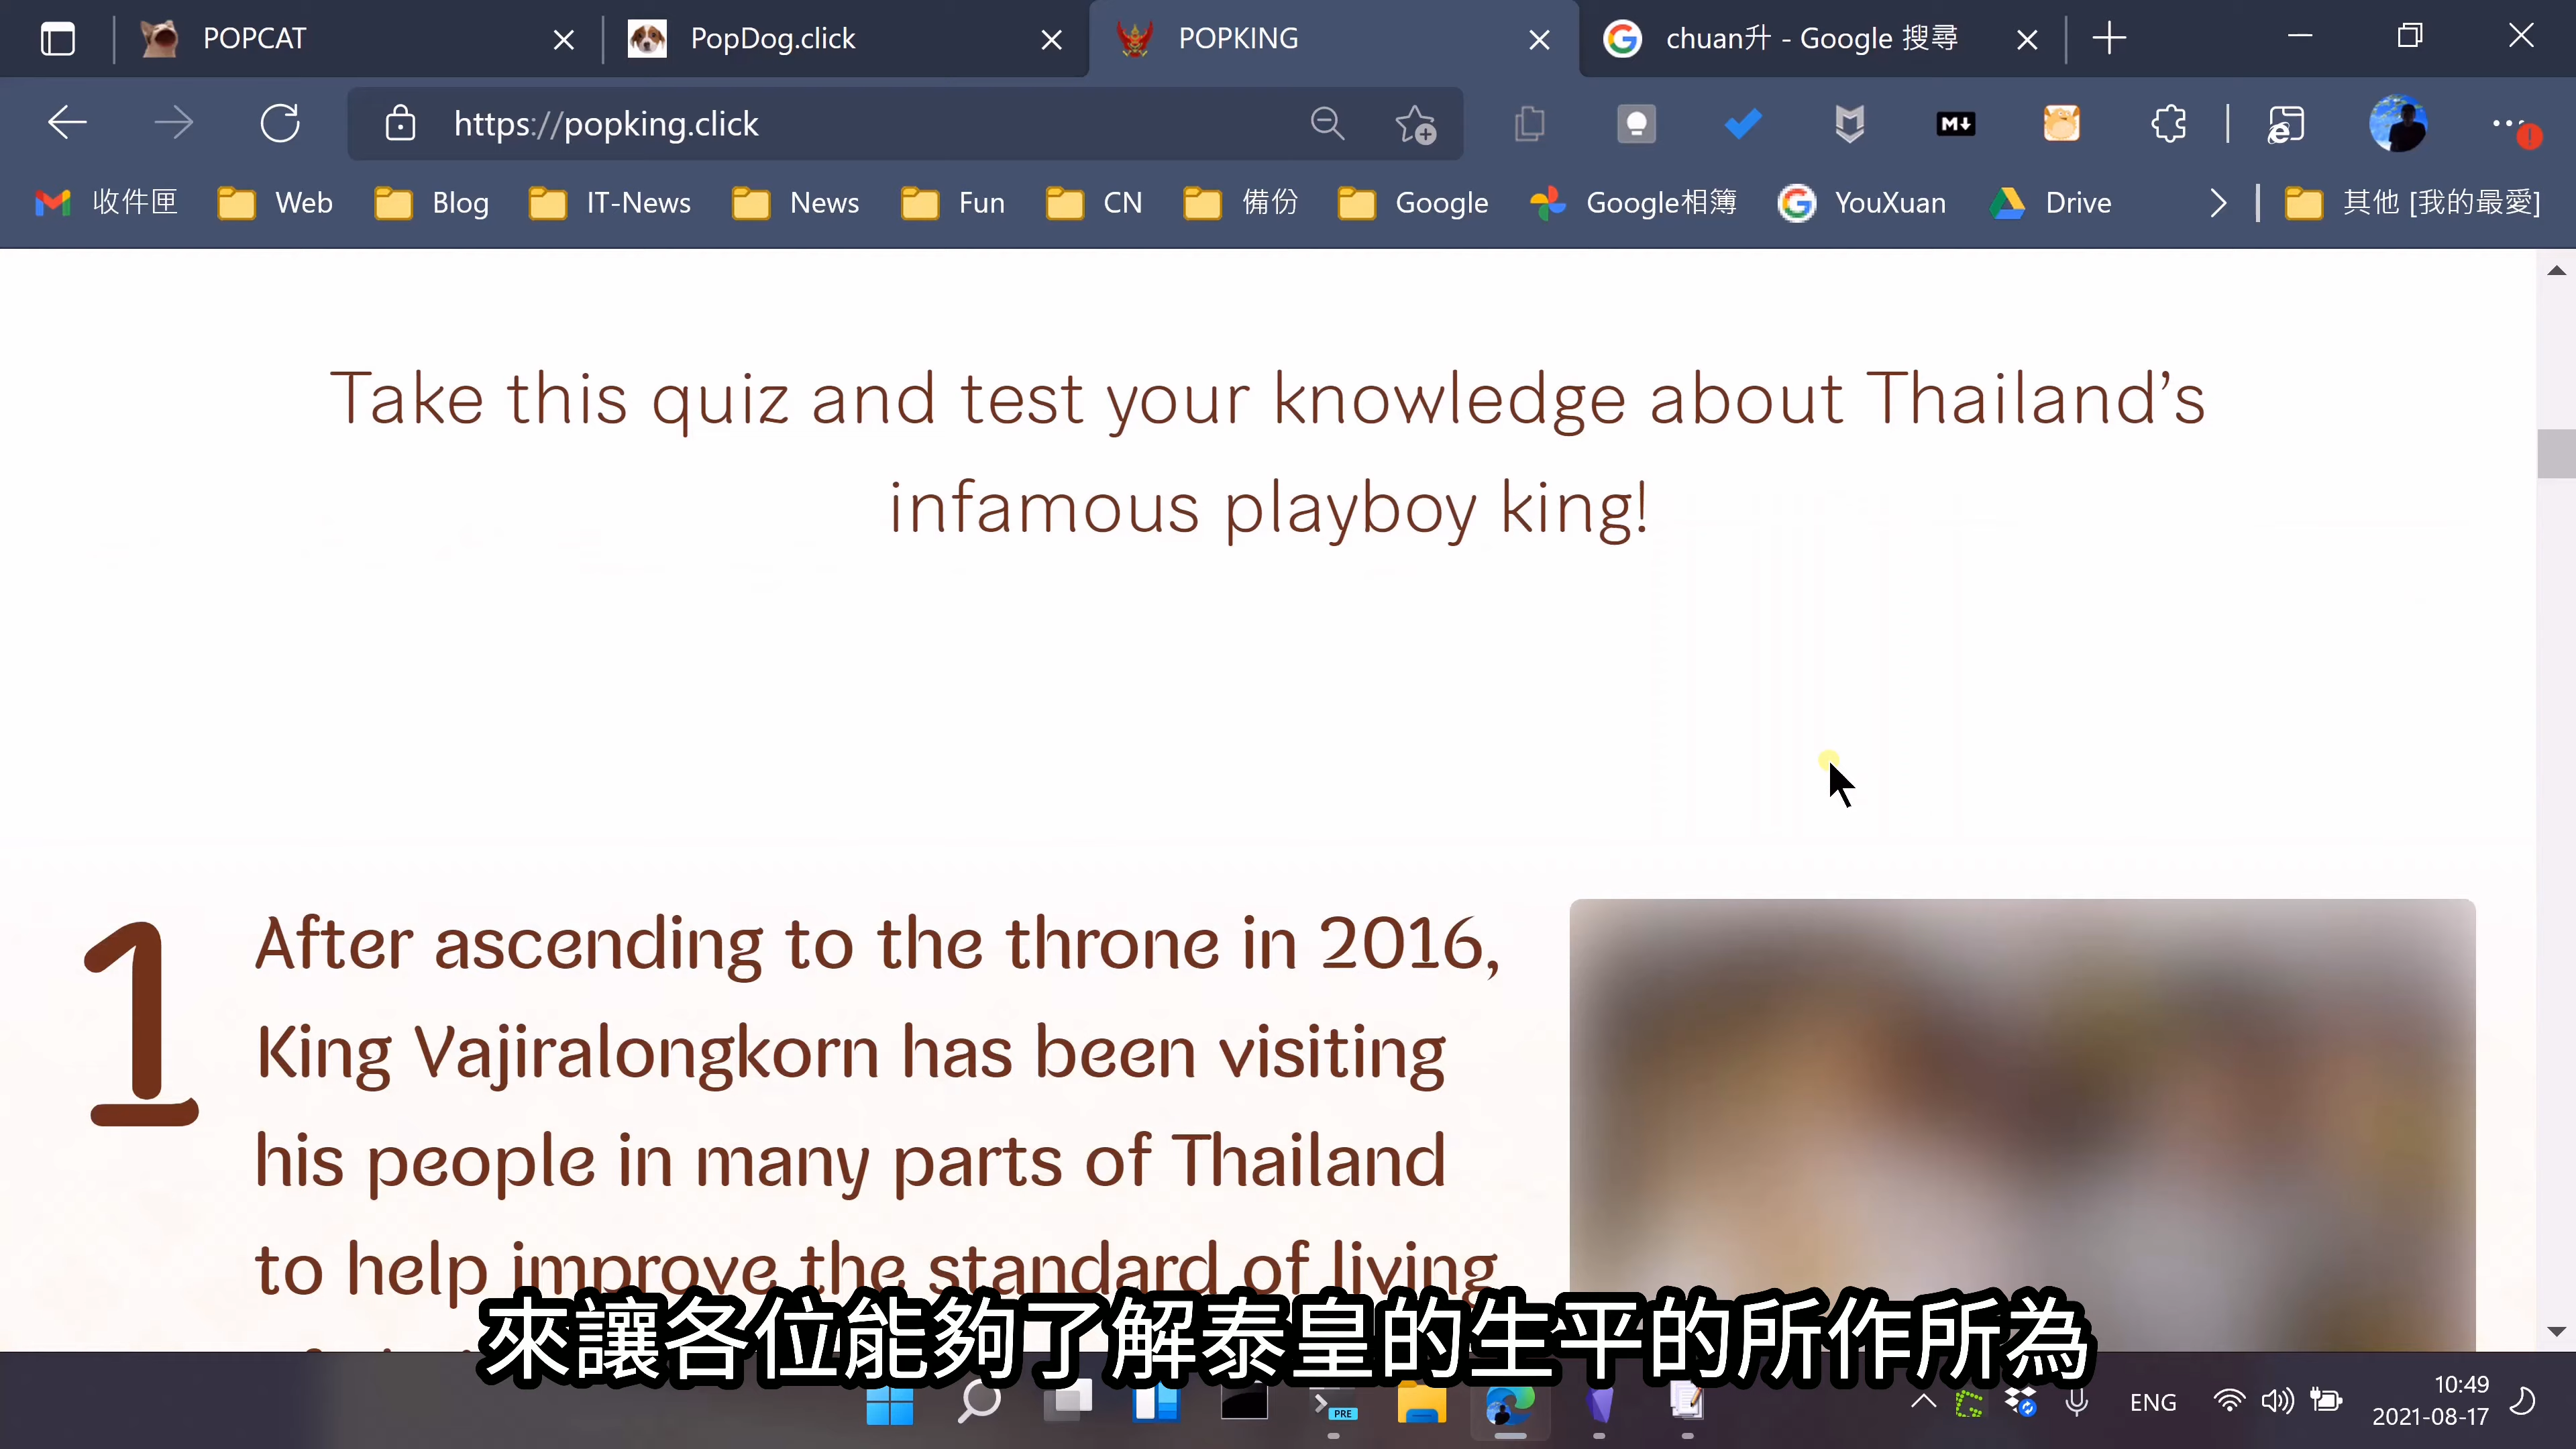 POPCAT
PopDog.click
POPKING
chuan升 - Google 搜尋
https://popking.click
M↓
收件匣
Web
Blog
IT-News
News
Fun
CN
備份
Google
Google相簿
YouXuan
Drive
其他 [我的最愛]
Take this quiz and test your knowledge about Thailand’s
infamous playboy king!
1
After ascending to the throne in 2016,
King Vajiralongkorn has been visiting
his people in many parts of Thailand
to help improve the standard of living
來讓各位能夠了解泰皇的生平的所作所為
PRE
ENG
10:49
2021-08-17